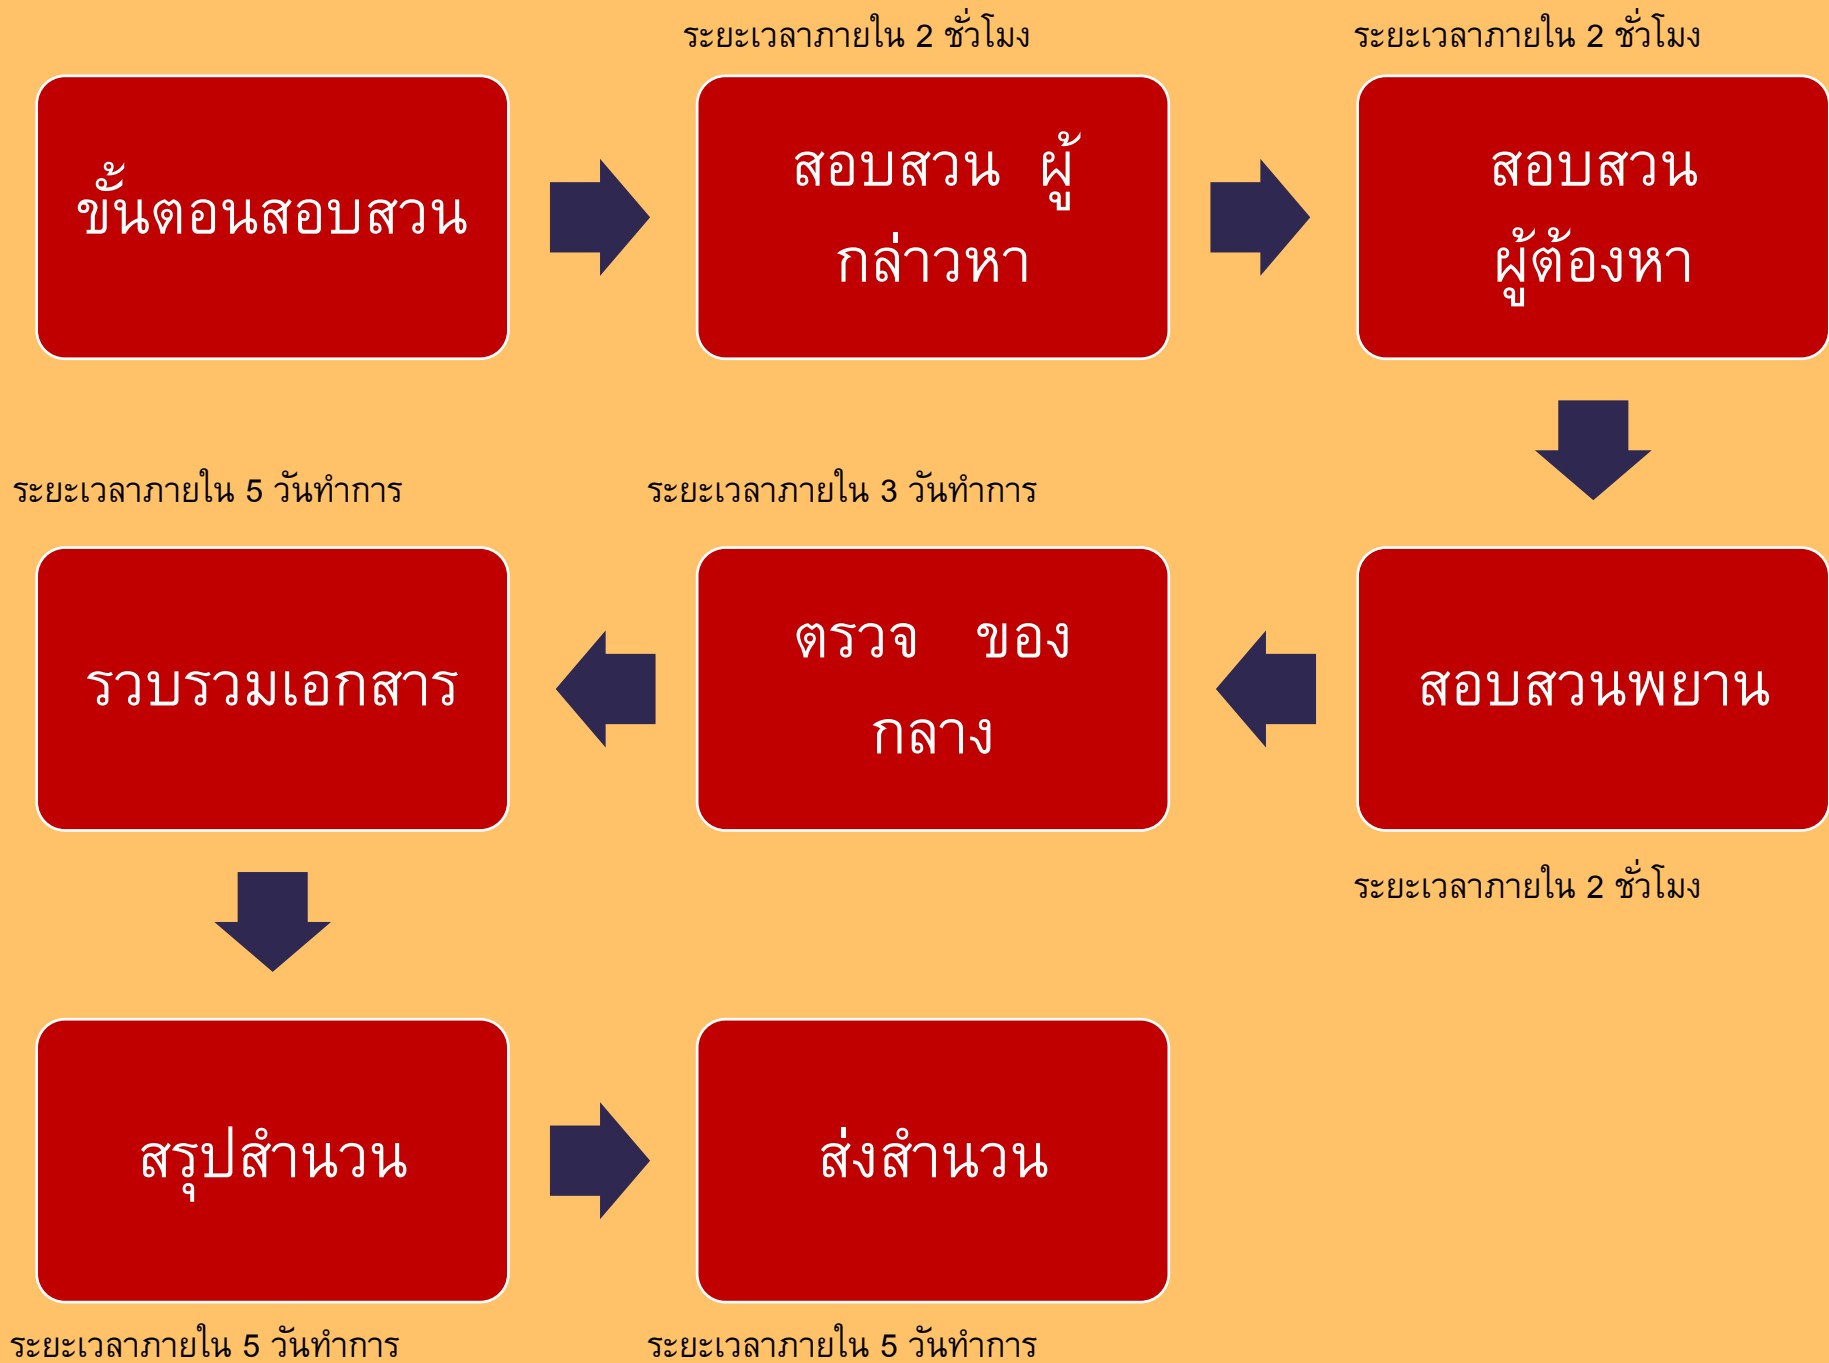 ระยะเวลาภายใน 2 ชั่วโมง
ระยะเวลาภายใน 2 ชั่วโมง
ขั้นตอนสอบสวน
สอบสวน ผู้
กล่าวหา
สอบสวน
ผู้ต้องหา
ระยะเวลาภายใน 5 วันทำการ
ระยะเวลาภายใน 3 วันทำการ
รวบรวมเอกสาร
ตรวจ ของ
กลาง
สอบสวนพยาน
ระยะเวลาภายใน 2 ชั่วโมง
สรุปสำนวน
ส่งสำนวน
ระยะเวลาภายใน 5 วันทำการ
ระยะเวลาภายใน 5 วันทำการ